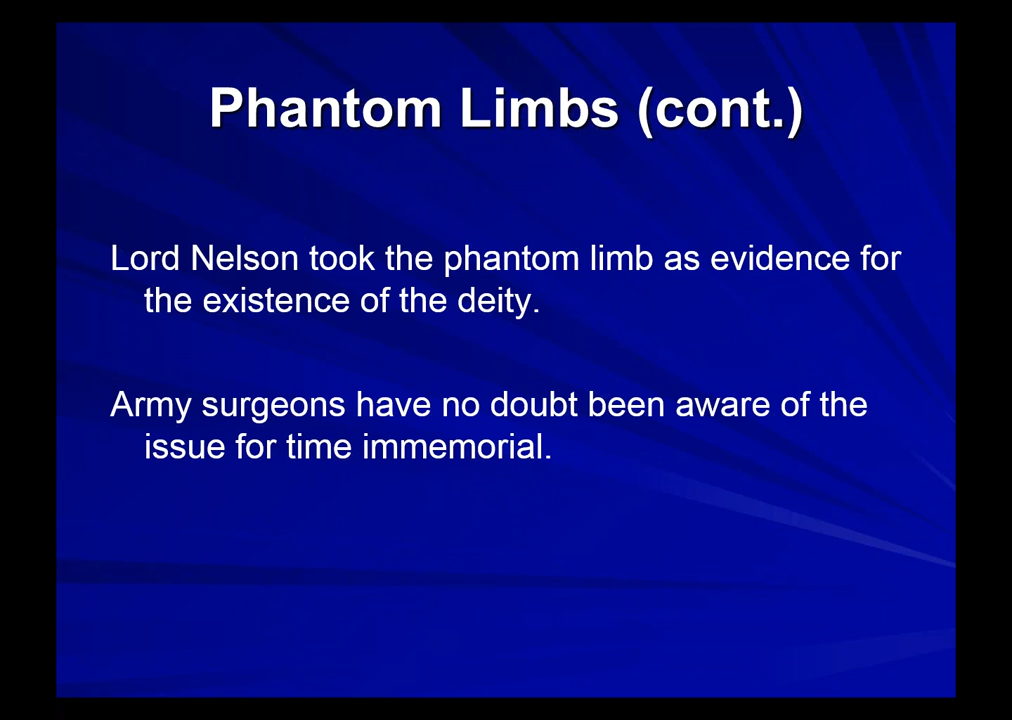 Phantom Limbs (cont.)
Lord Nelson took the phantom limb as evidence for
the existence of the deity.
Army surgeons have no doubt been aware of the
issue for time immemorial.